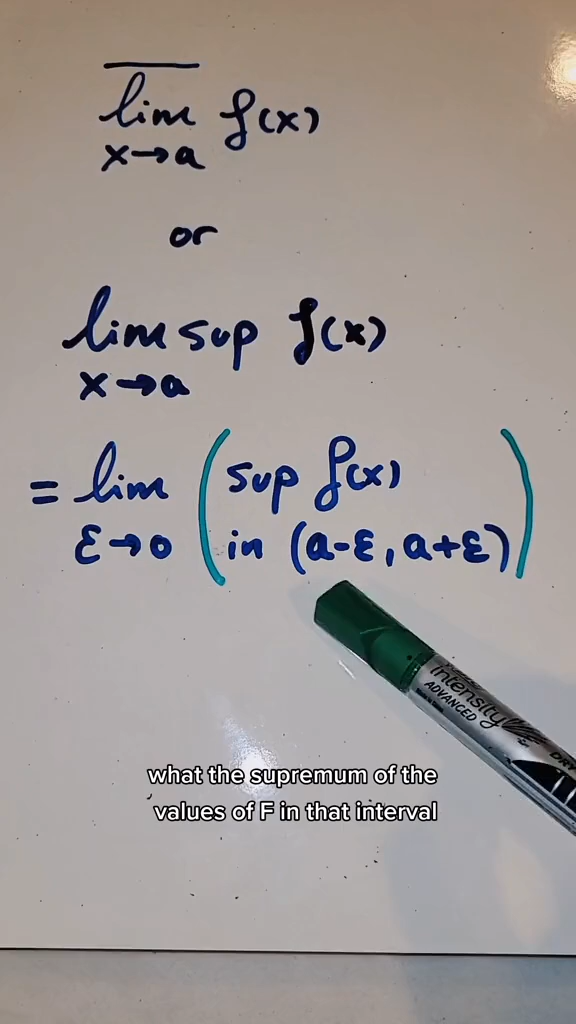 lim f(x)
x→a
or
lim sup f(x)
x→a
= lim ( sup f(x)
ε→0 in (a-ε, a+ε) )
intensity
ADVANCED
DRY
what the supremum of the
values of F in that interval